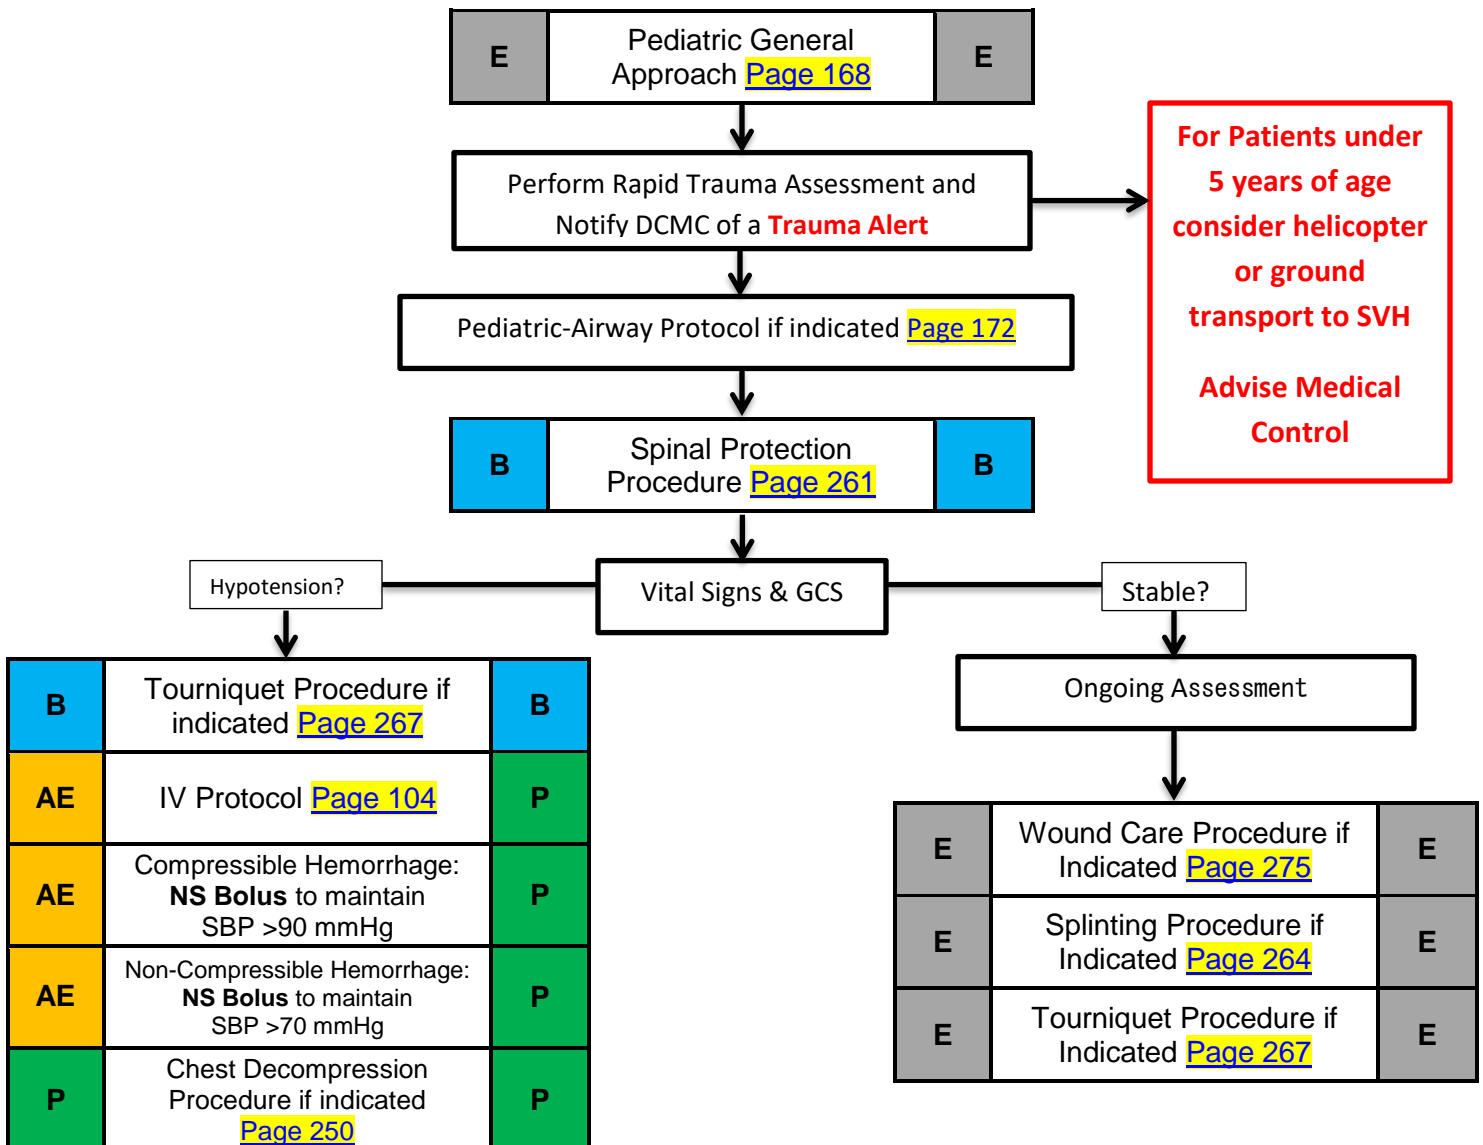 E
Pediatric General
Approach Page 168
E
Perform Rapid Trauma Assessment and
Notify DCMC of a Trauma Alert
For Patients under
5 years of age
consider helicopter
or ground
transport to SVH
Advise Medical
Control
Pediatric-Airway Protocol if indicated Page 172
B
Spinal Protection
Procedure Page 261
B
Hypotension?
Vital Signs & GCS
Stable?
B
Tourniquet Procedure if
indicated Page 267
B
AE
IV Protocol Page 104
P
AE
Compressible Hemorrhage:
NS Bolus to maintain
SBP >90 mmHg
P
AE
Non-Compressible Hemorrhage:
NS Bolus to maintain
SBP >70 mmHg
P
P
Chest Decompression
Procedure if indicated
Page 250
P
Ongoing Assessment
E
Wound Care Procedure if
Indicated Page 275
E
E
Splinting Procedure if
Indicated Page 264
E
E
Tourniquet Procedure if
Indicated Page 267
E